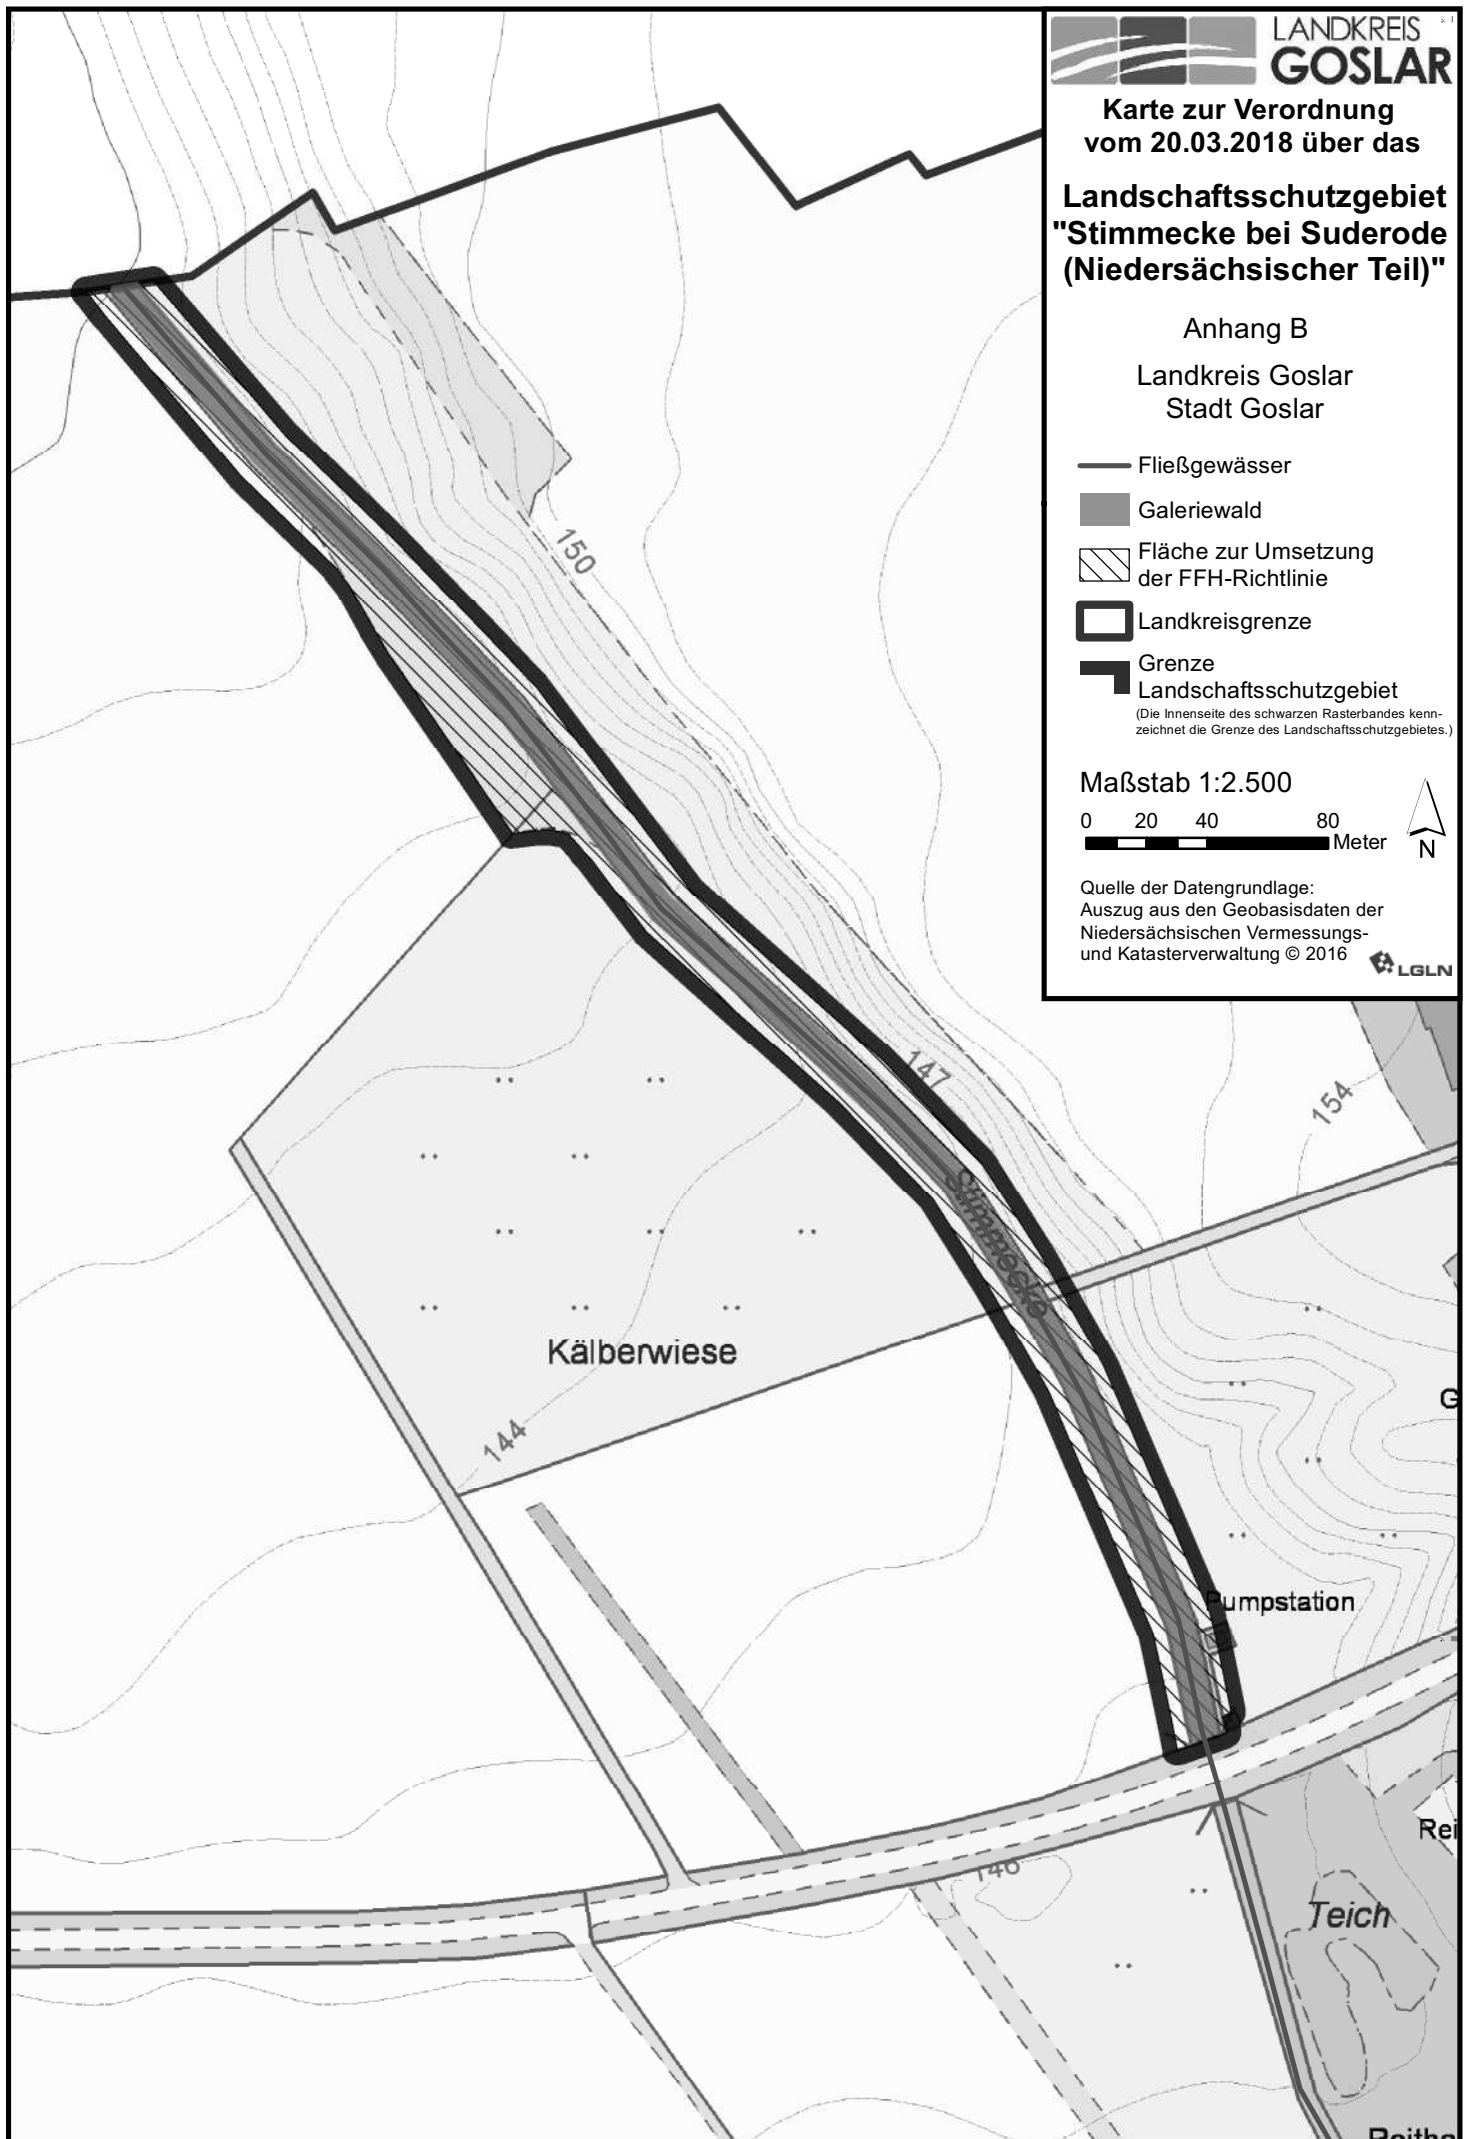 LANDKREIS
GOSLAR
Karte zur Verordnung
vom 20.03.2018 über das
Landschaftsschutzgebiet
"Stimmecke bei Suderode
(Niedersächsischer Teil)"
Anhang B
Landkreis Goslar
Stadt Goslar
Fließgewässer
Galeriewald
Fläche zur Umsetzung
der FFH-Richtlinie
Landkreisgrenze
Grenze
Landschaftsschutzgebiet
(Die Innenseite des schwarzen Rasterbandes kenn-
zeichnet die Grenze des Landschaftsschutzgebietes.)
Maßstab 1:2.500
0 20 40 80
Meter
N
Quelle der Datengrundlage:
Auszug aus den Geobasisdaten der
Niedersächsischen Vermessungs-
und Katasterverwaltung © 2016
LGLN
150
147
154
Stimmecke
Kälberwiese
G
144
Pumpstation
Rei
146
Teich
Reitha